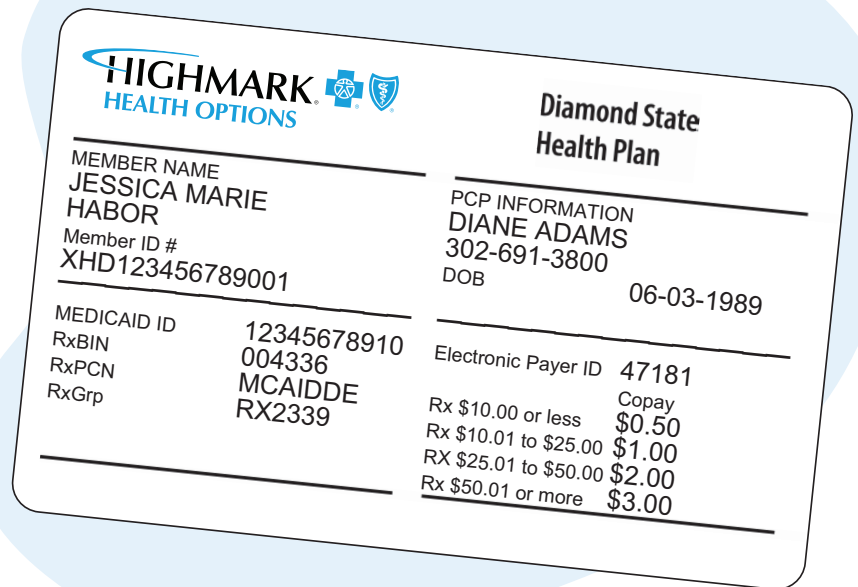 HIGHMARK
HEALTH OPTIONS
Diamond State
Health Plan
MEMBER NAME
JESSICA MARIE
HABOR
Member ID #
XHD123456789001
PCP INFORMATION
DIANE ADAMS
302-691-3800
DOB 06-03-1989
MEDICAID ID 12345678910
RxBIN 004336
RxPCN MCAIDDE
RxGrp RX2339
Electronic Payer ID 47181
Copay
Rx $10.00 or less $0.50
Rx $10.01 to $25.00 $1.00
RX $25.01 to $50.00 $2.00
Rx $50.01 or more $3.00